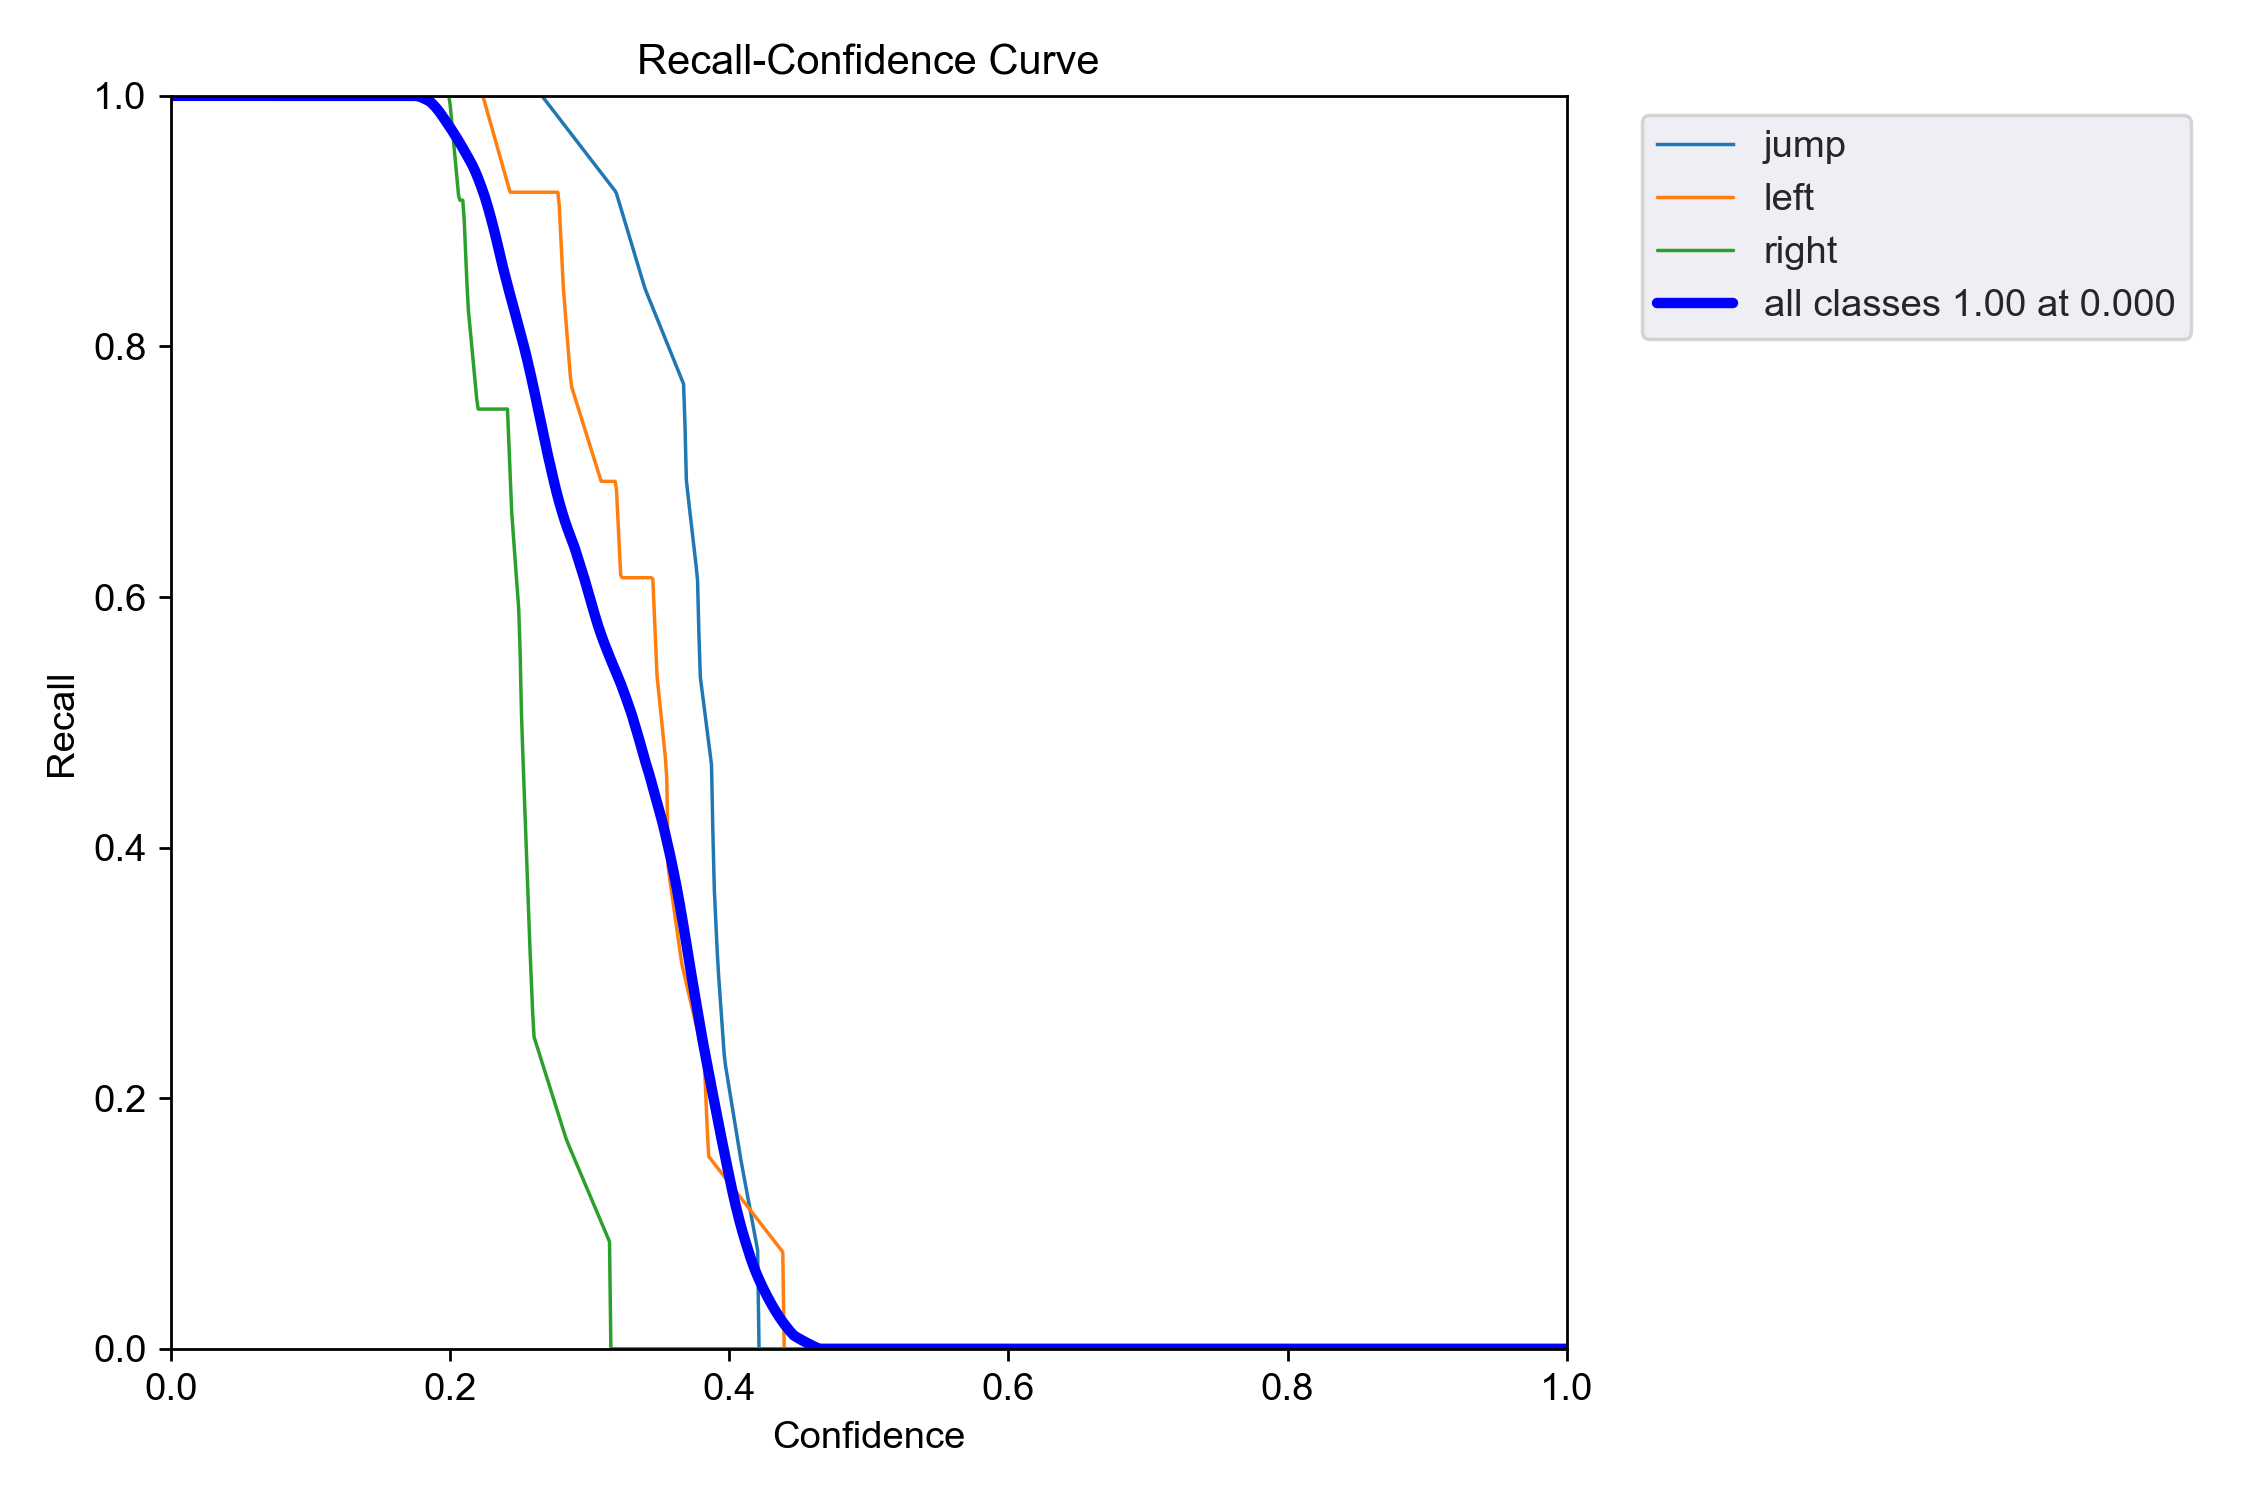 Recall-Confidence Curve
1.0
0.8
0.6
0.4
0.2
0.0
Recall
0.0 0.2 0.4 0.6 0.8 1.0
Confidence
jump
left
right
all classes 1.00 at 0.000